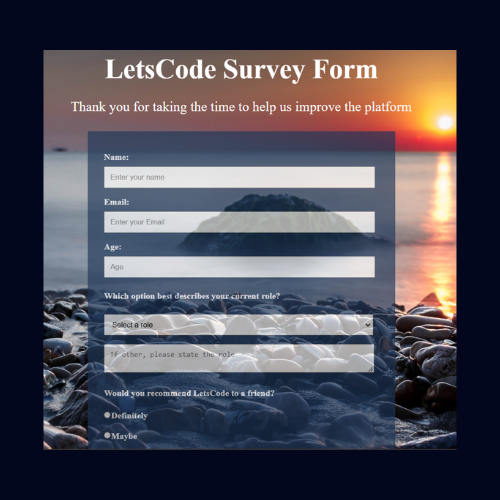 LetsCode Survey Form
Thank you for taking the time to help us improve the platform
Name:
Enter your name
Email:
Enter your Email
Age:
Age
Which option best describes your current role?
Select a role
If other, please state the role
Would you recommend LetsCode to a friend?
Definitely
Maybe